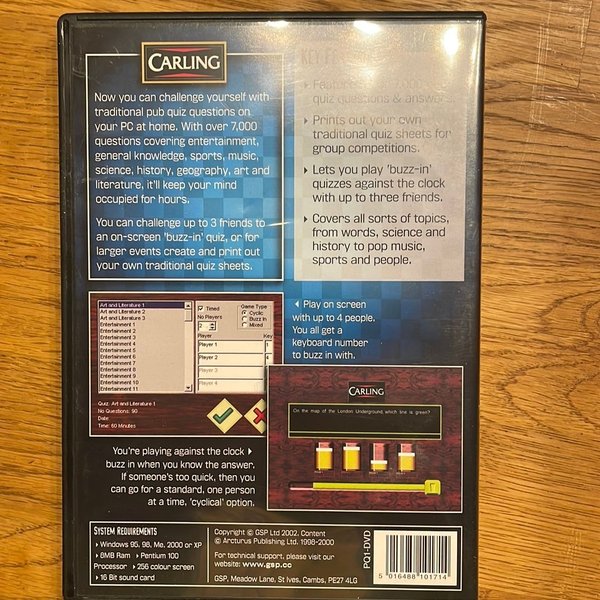 CARLING
Now you can challenge yourself with
traditional pub quiz questions on
your PC at home. With over 7,000
questions covering entertainment,
general knowledge, sports, music,
science, history, geography, art and
literature, it'll keep your mind
occupied for hours.
You can challenge up to 3 friends to
an on-screen 'buzz-in' quiz, or for
larger events create and print out
your own traditional quiz sheets.
KEY
quiz questions & answers.
Prints out your own
traditional quiz sheets for
group competitions.
Lets you play 'buzz-in'
quizzes against the clock
with up to three friends.
Covers all sorts of topics,
from words, science and
history to pop music,
sports and people.
Art and Literature 1
Art and Literature 2
Art and Literature 3
Entertainment 1
Entertainment 2
Entertainment 3
Entertainment 4
Entertainment 5
Entertainment 6
Entertainment 7
Entertainment 8
Entertainment 9
Entertainment 10
Entertainment 11
Timed
No Players
2
Game Type
Cyclic
Buzz In
Mixed
Player Key
Player 1 1
Player 2 4
Player 3
Player 4
Quiz: Art and Literature 1
No Questions: 90
Date:
Time: 60 Minutes
Play on screen
with up to 4 people.
You all get a
keyboard number
to buzz in with.
CARLING
On the map of the London Underground, which line is green?
You're playing against the clock
buzz in when you know the answer.
If someone's too quick, then you
can go for a standard, one person
at a time, 'cyclical' option.
SYSTEM REQUIREMENTS
• Windows 95, 98, Me, 2000 or XP
• 8MB Ram • Pentium 100
Processor • 256 colour screen
• 16 Bit sound card
Copyright © GSP Ltd 2002. Content
© Arcturus Publishing Ltd. 1998-2000
For technical support, please visit our
website: www.gsp.cc
GSP, Meadow Lane, St Ives, Cambs, PE27 4LG
PQ1-DVD
5 016488 101714